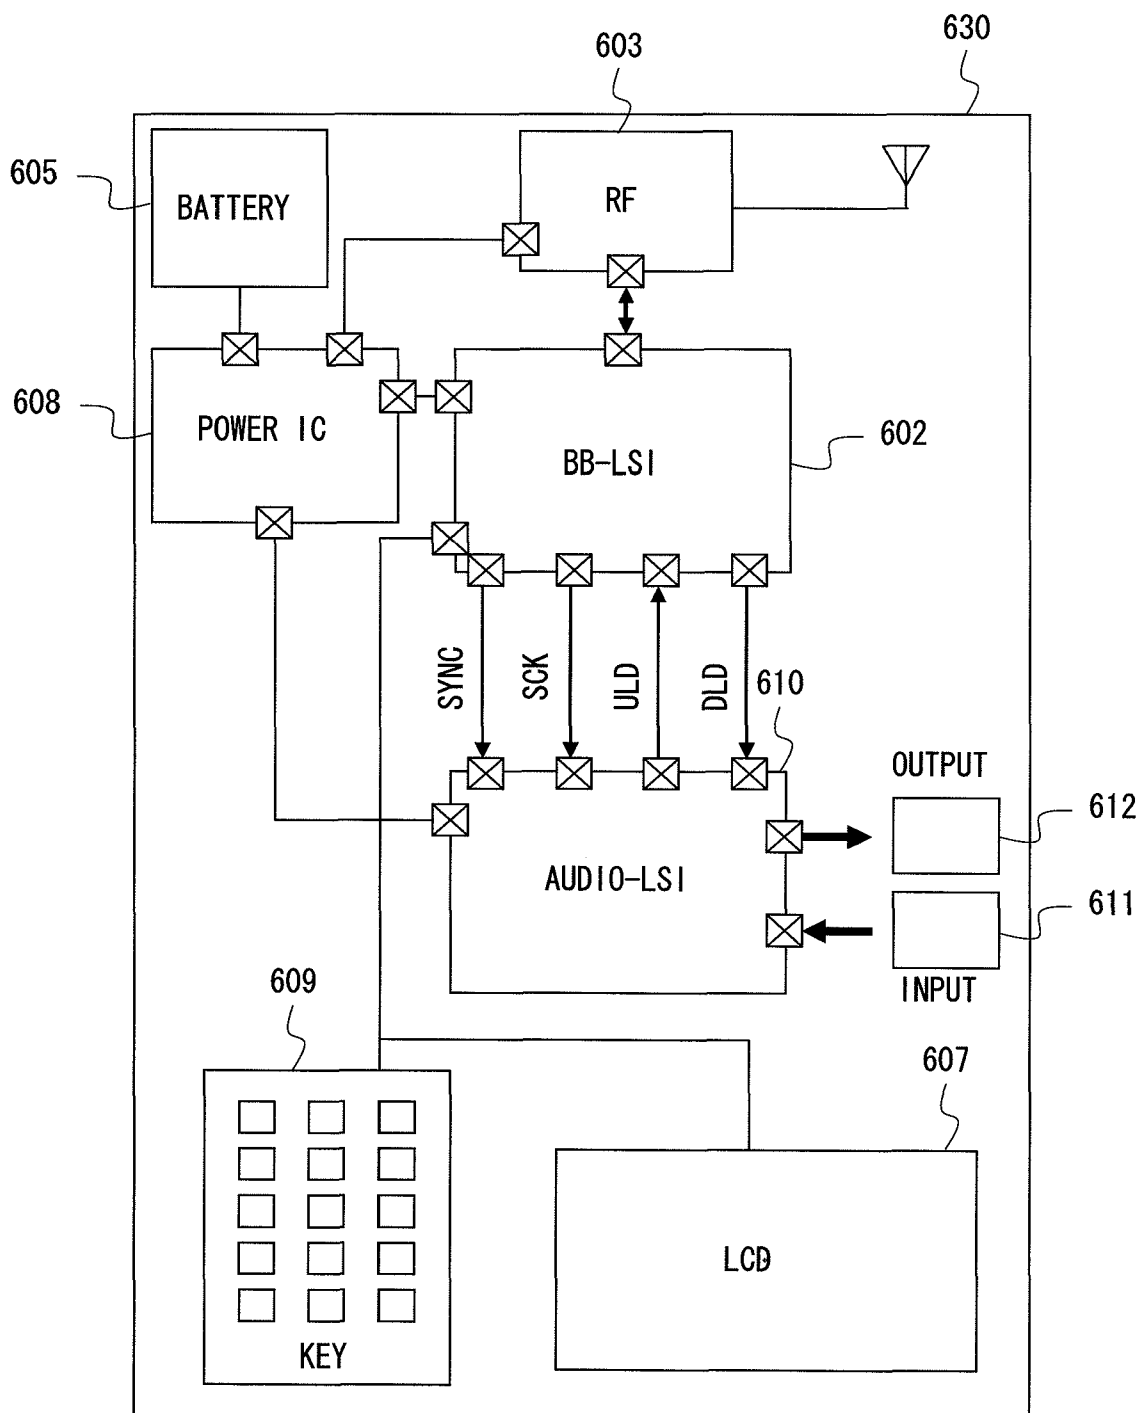 630
603
605
BATTERY
RF
608
POWER IC
602
BB-LSI
SYNC
SCK
ULD
DLD
610
OUTPUT
612
AUDIO-LSI
611
INPUT
609
607
LCD
KEY